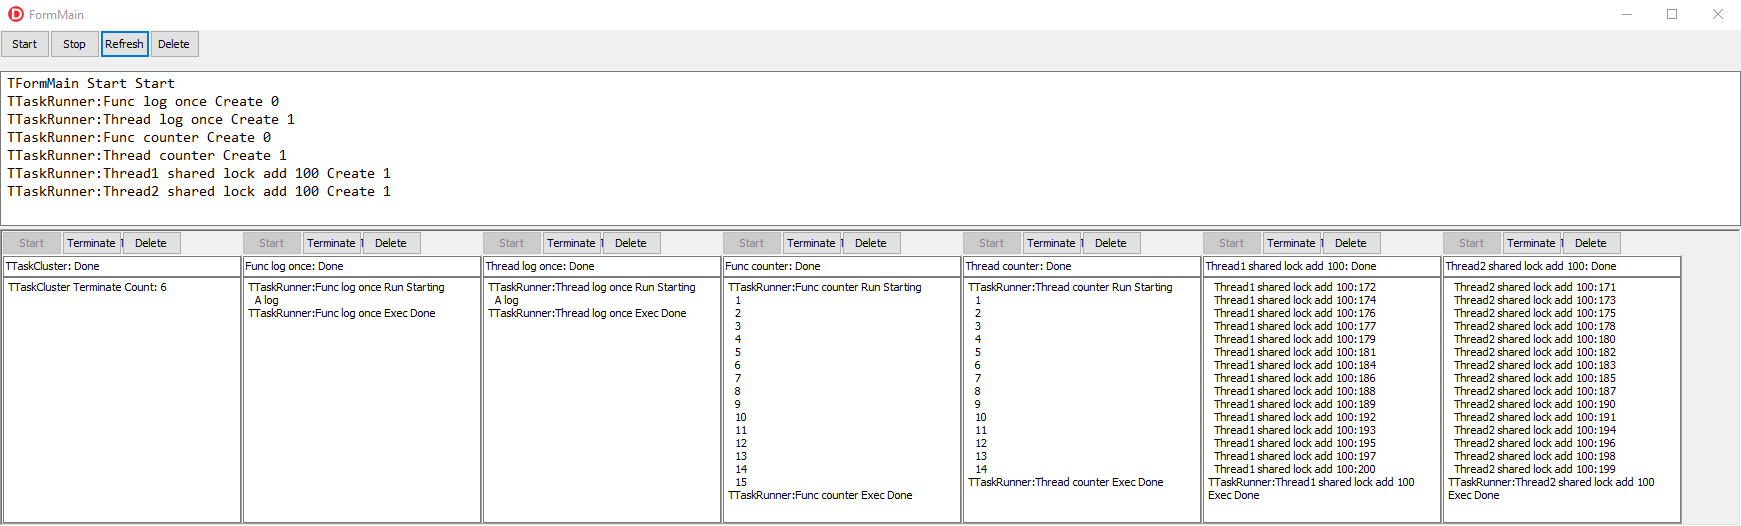 FormMain
Start Stop Refresh Delete
TFormMain Start Start
TTaskRunner:Func log once Create 0
TTaskRunner:Thread log once Create 1
TTaskRunner:Func counter Create 0
TTaskRunner:Thread counter Create 1
TTaskRunner:Thread1 shared lock add 100 Create 1
TTaskRunner:Thread2 shared lock add 100 Create 1
Start Terminate Delete
TTaskCluster: Done
TTaskCluster Terminate Count: 6
Start Terminate Delete
Func log once: Done
TTaskRunner:Func log once Run Starting
A log
TTaskRunner:Func log once Exec Done
Start Terminate Delete
Thread log once: Done
TTaskRunner:Thread log once Run Starting
A log
TTaskRunner:Thread log once Exec Done
Start Terminate Delete
Func counter: Done
TTaskRunner:Func counter Run Starting
1
2
3
4
5
6
7
8
9
10
11
12
13
14
15
TTaskRunner:Func counter Exec Done
Start Terminate Delete
Thread counter: Done
TTaskRunner:Thread counter Run Starting
1
2
3
4
5
6
7
8
9
10
11
12
13
14
TTaskRunner:Thread counter Exec Done
Start Terminate Delete
Thread1 shared lock add 100: Done
Thread1 shared lock add 100:172
Thread1 shared lock add 100:174
Thread1 shared lock add 100:176
Thread1 shared lock add 100:177
Thread1 shared lock add 100:179
Thread1 shared lock add 100:181
Thread1 shared lock add 100:184
Thread1 shared lock add 100:186
Thread1 shared lock add 100:188
Thread1 shared lock add 100:189
Thread1 shared lock add 100:192
Thread1 shared lock add 100:193
Thread1 shared lock add 100:195
Thread1 shared lock add 100:197
Thread1 shared lock add 100:200
TTaskRunner:Thread1 shared lock add 100
Exec Done
Start Terminate Delete
Thread2 shared lock add 100: Done
Thread2 shared lock add 100:171
Thread2 shared lock add 100:173
Thread2 shared lock add 100:175
Thread2 shared lock add 100:178
Thread2 shared lock add 100:180
Thread2 shared lock add 100:182
Thread2 shared lock add 100:183
Thread2 shared lock add 100:185
Thread2 shared lock add 100:187
Thread2 shared lock add 100:190
Thread2 shared lock add 100:191
Thread2 shared lock add 100:194
Thread2 shared lock add 100:196
Thread2 shared lock add 100:198
Thread2 shared lock add 100:199
TTaskRunner:Thread2 shared lock add 100
Exec Done